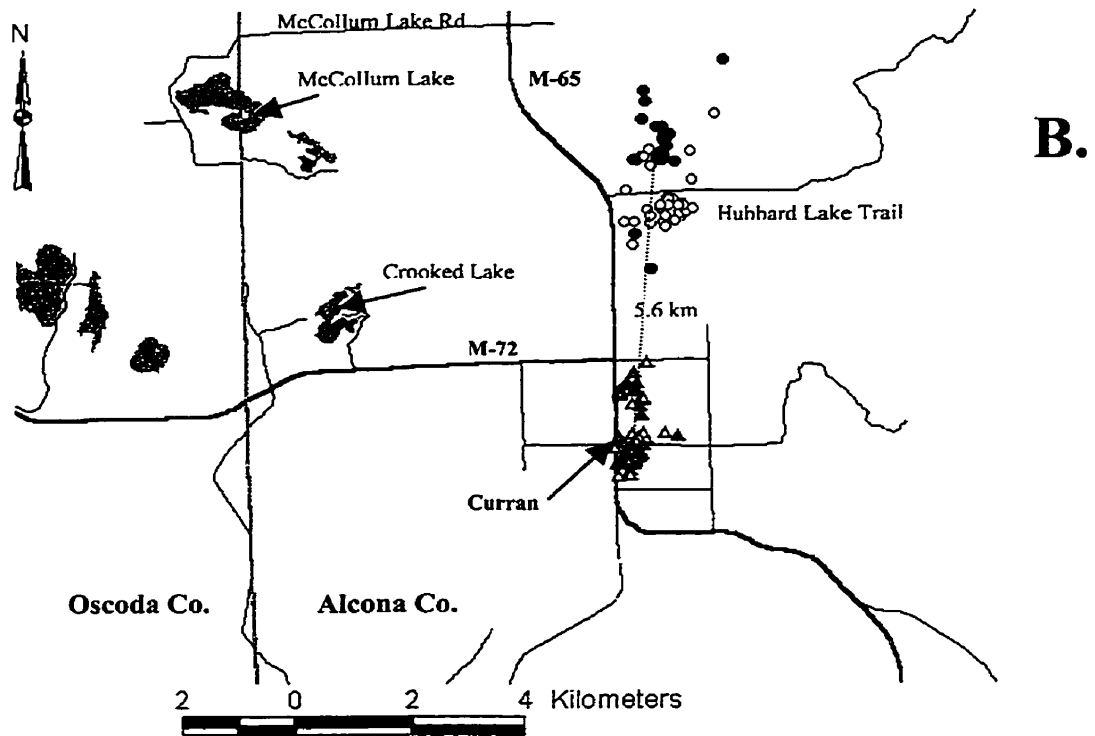 McCollum Lake Rd
N
McCollum Lake
M-65
B.
Hubbard Lake Trail
Crooked Lake
5.6 km
M-72
Curran
Oscoda Co.
Alcona Co.
2 0 2 4 Kilometers